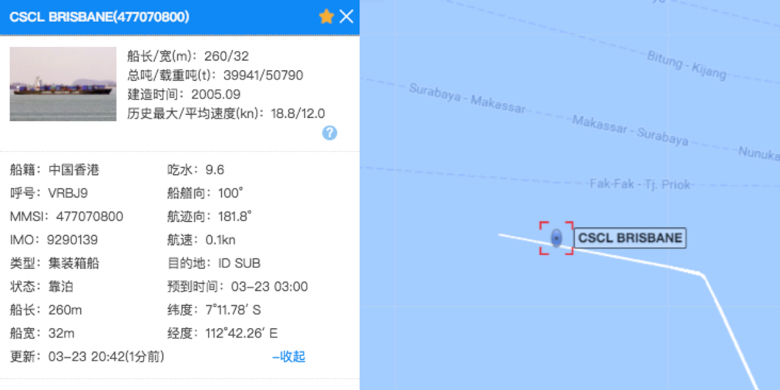 CSCL BRISBANE(477070800)
船长/宽(m)：260/32
总吨/载重吨(t)：39941/50790
建造时间：2005.09
历史最大/平均速度(kn)：18.8/12.0
?
船籍：中国香港 吃水：9.6
呼号：VRBJ9 船艏向：100°
MMSI：477070800 航迹向：181.8°
IMO：9290139 航速：0.1kn
类型：集装箱船 目的地：ID SUB
状态：靠泊 预到时间：03-23 03:00
船长：260m 纬度：7°11.78′ S
船宽：32m 经度：112°42.26′ E
更新：03-23 20:42(1分前) -收起
Bitung - Kijang
Surabaya - Makassar
Makassar - Surabaya
Nunuka
Fak-Fak - Tj. Priok
CSCL BRISBANE